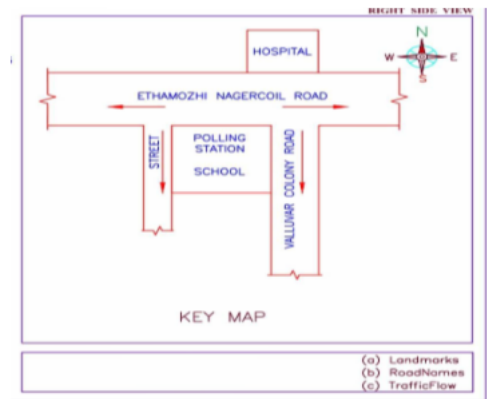 RIGHT SIDE VIEW
N
HOSPITAL
W E
S
ETHAMOZHI NAGERCOIL ROAD
STREET
POLLING
STATION
SCHOOL
VALLUVAR COLONY ROAD
KEY MAP
(a) Landmarks
(b) RoadNames
(c) TrafficFlow